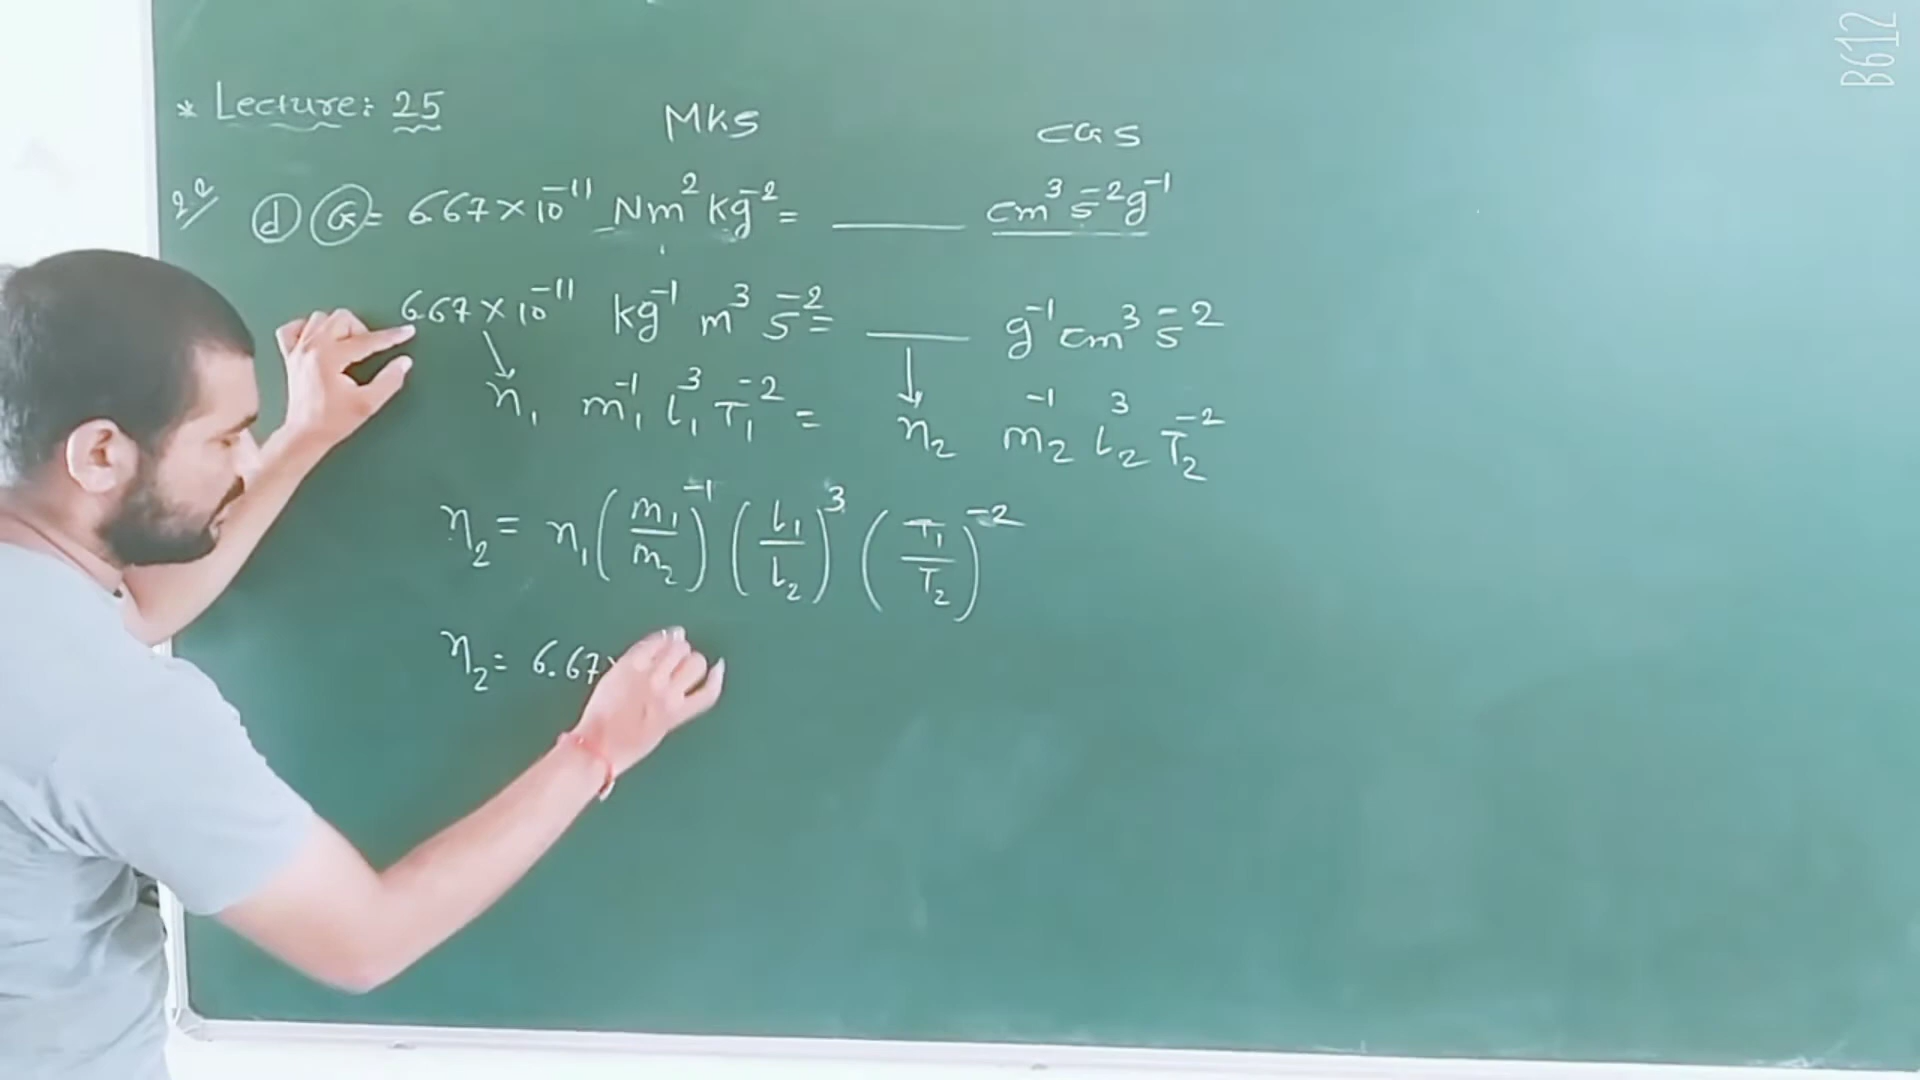 * Lecture: 25
MKS CGS
2.2 (d) G = 6.67 × 10⁻¹¹ Nm² kg⁻² = ______ cm³ s⁻² g⁻¹
6.67 × 10⁻¹¹ kg⁻¹ m³ s⁻² = ______ g⁻¹ cm³ s⁻²
n₁ m₁⁻¹ L₁³ T₁⁻² = n₂ m₂⁻¹ L₂³ T₂⁻²
n₂ = n₁ (m₁/m₂)⁻¹ (L₁/L₂)³ (T₁/T₂)⁻²
n₂ = 6.67
B612